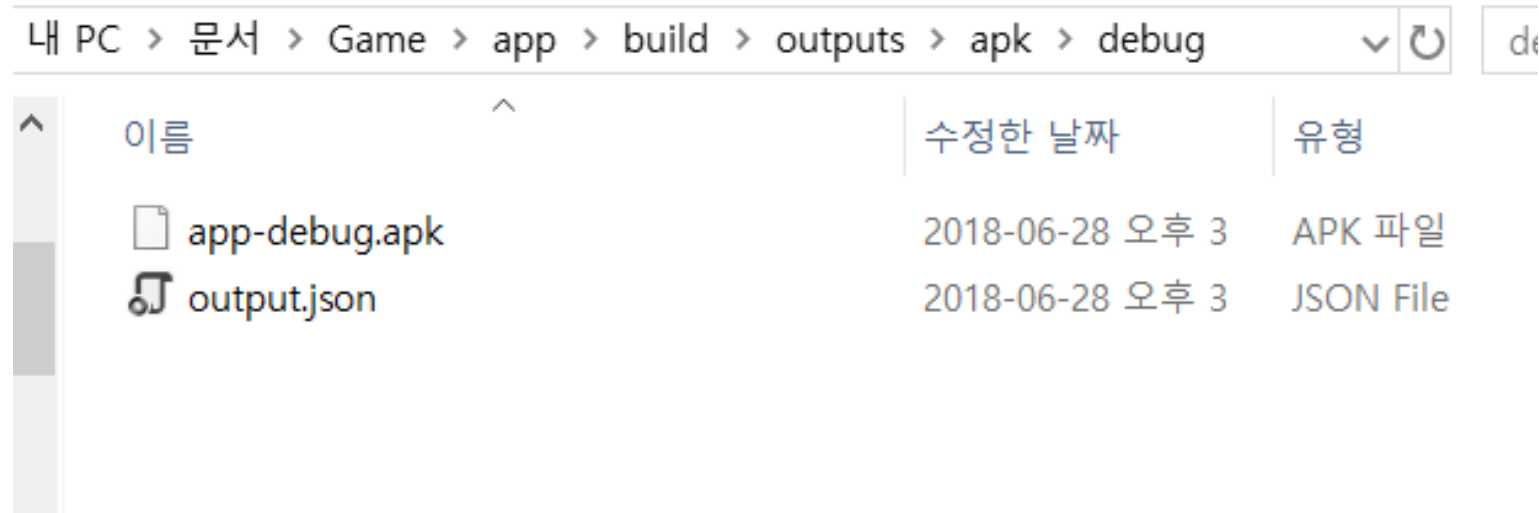 내 PC > 문서 > Game > app > build > outputs > apk > debug
이름 수정한 날짜 유형
app-debug.apk 2018-06-28 오후 3 APK 파일
output.json 2018-06-28 오후 3 JSON File